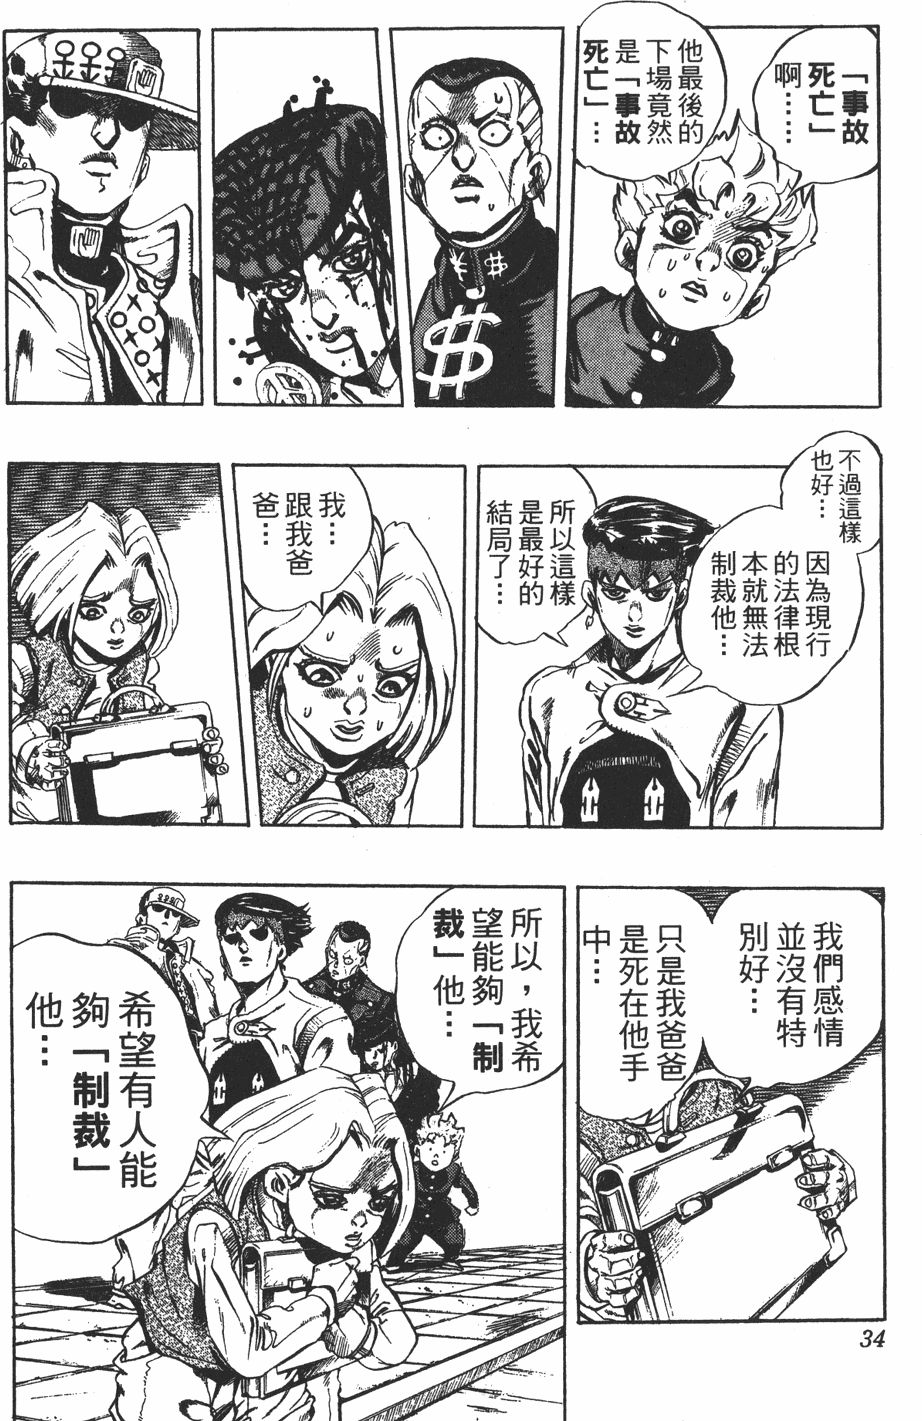 「事故
死亡」
啊……
他最後的
下場竟然
是「事故
死亡」…
不過這樣
也好…
因為現行
的法律根
本就無法
制裁他…
所以這樣
是最好的
結局了…
我…
跟我爸
爸…
我們感情
並沒有特
別好…
只是我爸爸
是死在他手
中…
所以，我希
望能夠「制
裁」他…
希望有人能
夠「制裁」
他…
34